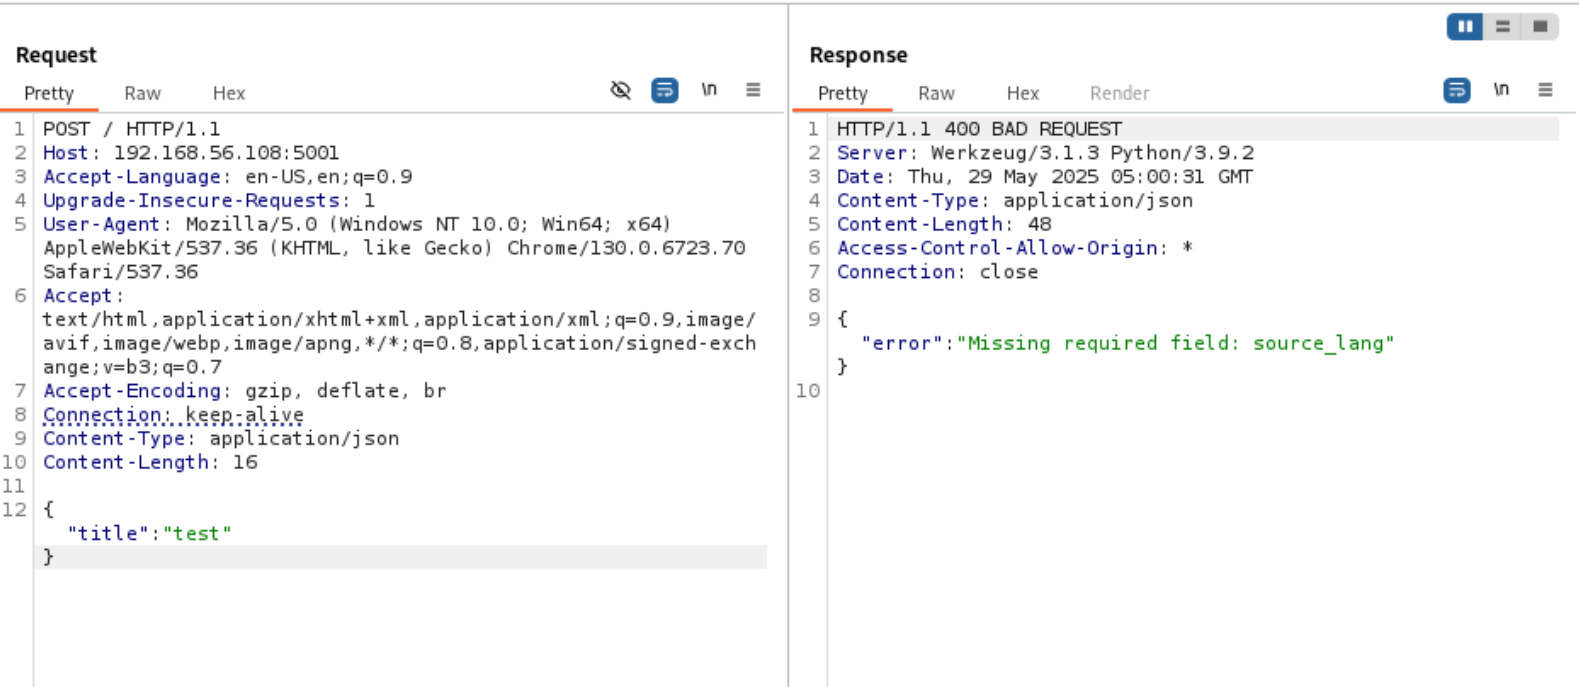 Request
Pretty Raw Hex \n
1 POST / HTTP/1.1
2 Host: 192.168.56.108:5001
3 Accept-Language: en-US,en;q=0.9
4 Upgrade-Insecure-Requests: 1
5 User-Agent: Mozilla/5.0 (Windows NT 10.0; Win64; x64)
AppleWebKit/537.36 (KHTML, like Gecko) Chrome/130.0.6723.70
Safari/537.36
6 Accept:
text/html,application/xhtml+xml,application/xml;q=0.9,image/
avif,image/webp,image/apng,*/*;q=0.8,application/signed-exch
ange;v=b3;q=0.7
7 Accept-Encoding: gzip, deflate, br
8 Connection: keep-alive
9 Content-Type: application/json
10 Content-Length: 16
11
12 {
"title":"test"
}
Response
Pretty Raw Hex Render \n
1 HTTP/1.1 400 BAD REQUEST
2 Server: Werkzeug/3.1.3 Python/3.9.2
3 Date: Thu, 29 May 2025 05:00:31 GMT
4 Content-Type: application/json
5 Content-Length: 48
6 Access-Control-Allow-Origin: *
7 Connection: close
8
9 {
"error":"Missing required field: source_lang"
}
10